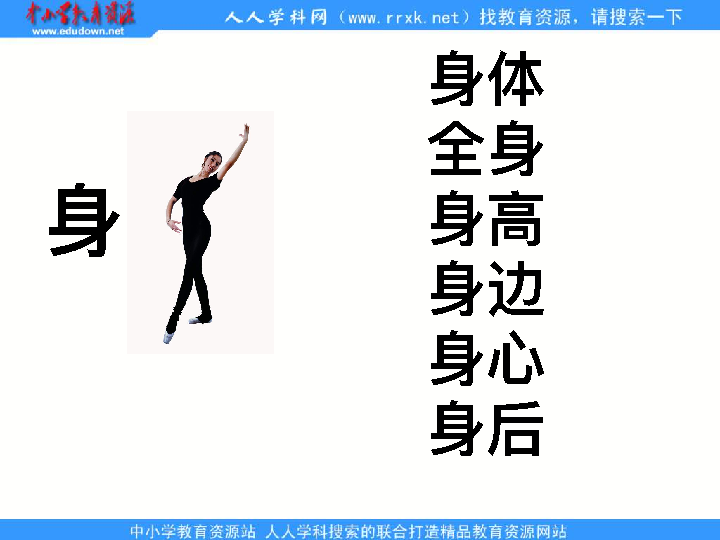 中小学教育资源
www.edudown.net
人人学科网（www.rrxk.net）找教育资源，请搜索一下
身
身体
全身
身高
身边
身心
身后
中小学教育资源站 人人学科搜索的联合打造精品教育资源网站